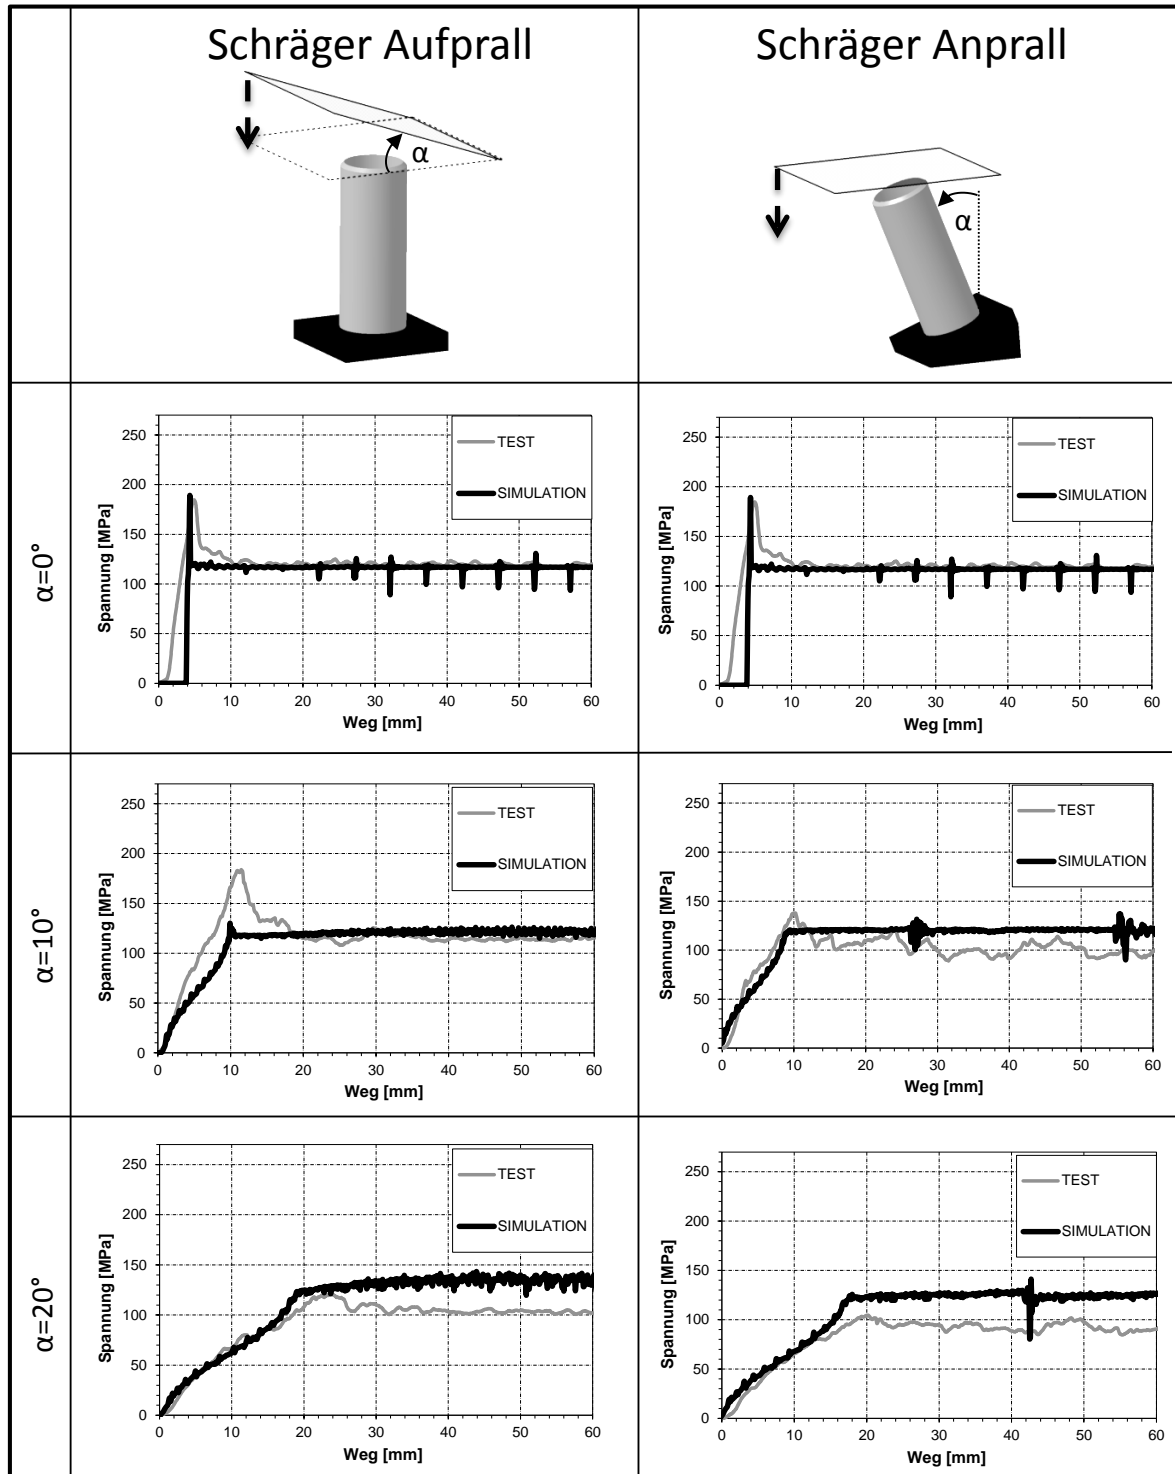 Schräger Aufprall
Schräger Anprall
α
α
α=0°
250
200
150
100
50
0
Spannung [MPa]
TEST
SIMULATION
0 10 20 30 40 50 60
Weg [mm]
250
200
150
100
50
0
Spannung [MPa]
TEST
SIMULATION
0 10 20 30 40 50 60
Weg [mm]
α=10°
250
200
150
100
50
0
Spannung [MPa]
TEST
SIMULATION
0 10 20 30 40 50 60
Weg [mm]
250
200
150
100
50
0
Spannung [MPa]
TEST
SIMULATION
0 10 20 30 40 50 60
Weg [mm]
α=20°
250
200
150
100
50
0
Spannung [MPa]
TEST
SIMULATION
0 10 20 30 40 50 60
Weg [mm]
250
200
150
100
50
0
Spannung [MPa]
TEST
SIMULATION
0 10 20 30 40 50 60
Weg [mm]